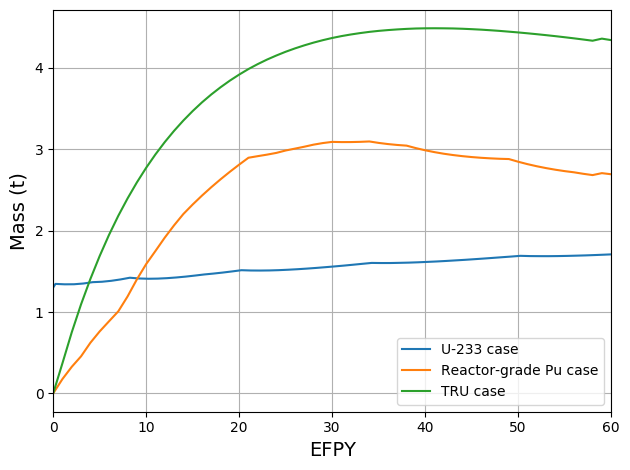 4
3
2
1
0
Mass (t)
U-233 case
Reactor-grade Pu case
TRU case
0 10 20 30 40 50 60
EFPY